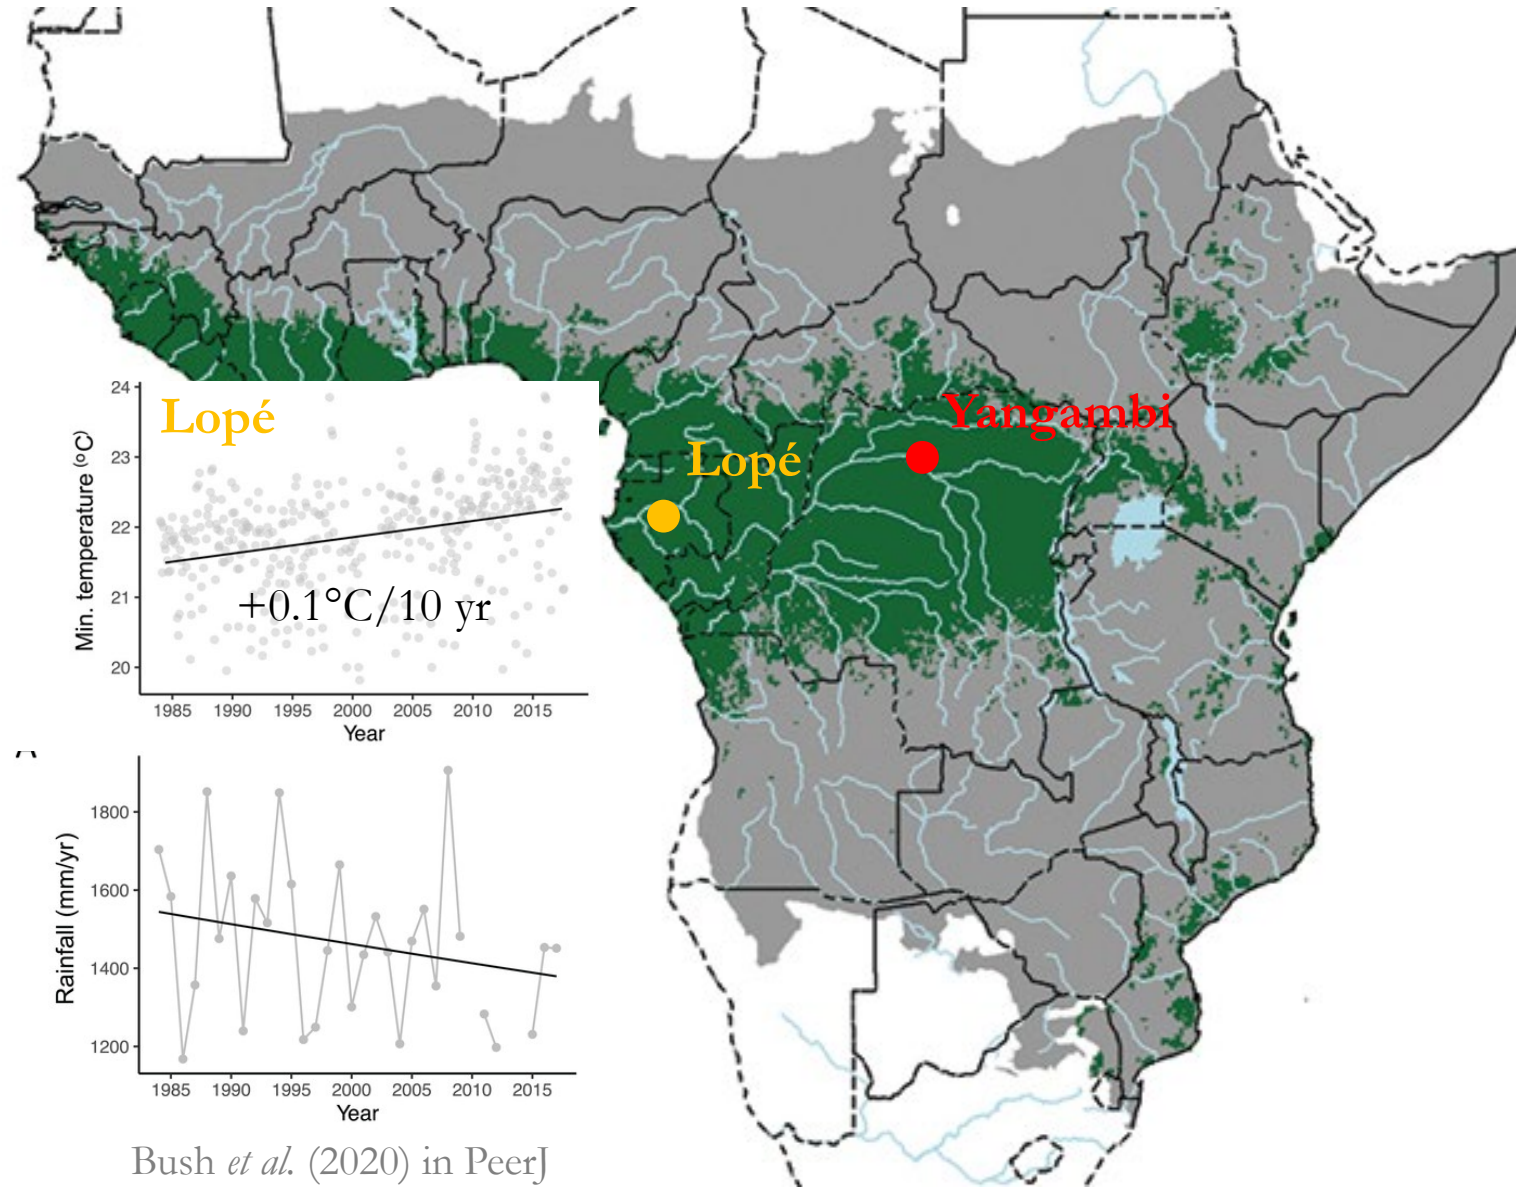 Yangambi
Lopé
24
Lopé
23
22
21
20
Min. temperature (ºC)
+0.1°C/10 yr
1985 1990 1995 2000 2005 2010 2015
Year
1800
1600
1400
1200
Rainfall (mm/yr)
1985 1990 1995 2000 2005 2010 2015
Year
Bush et al. (2020) in PeerJ